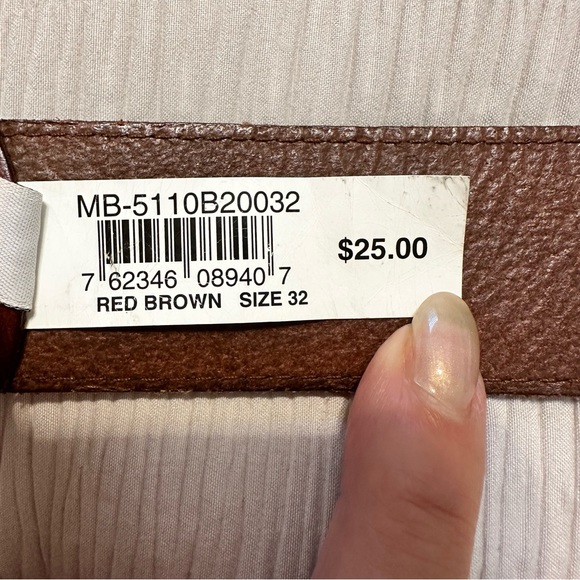 MB-5110B20032
$25.00
7 62346 08940 7
RED BROWN SIZE 32